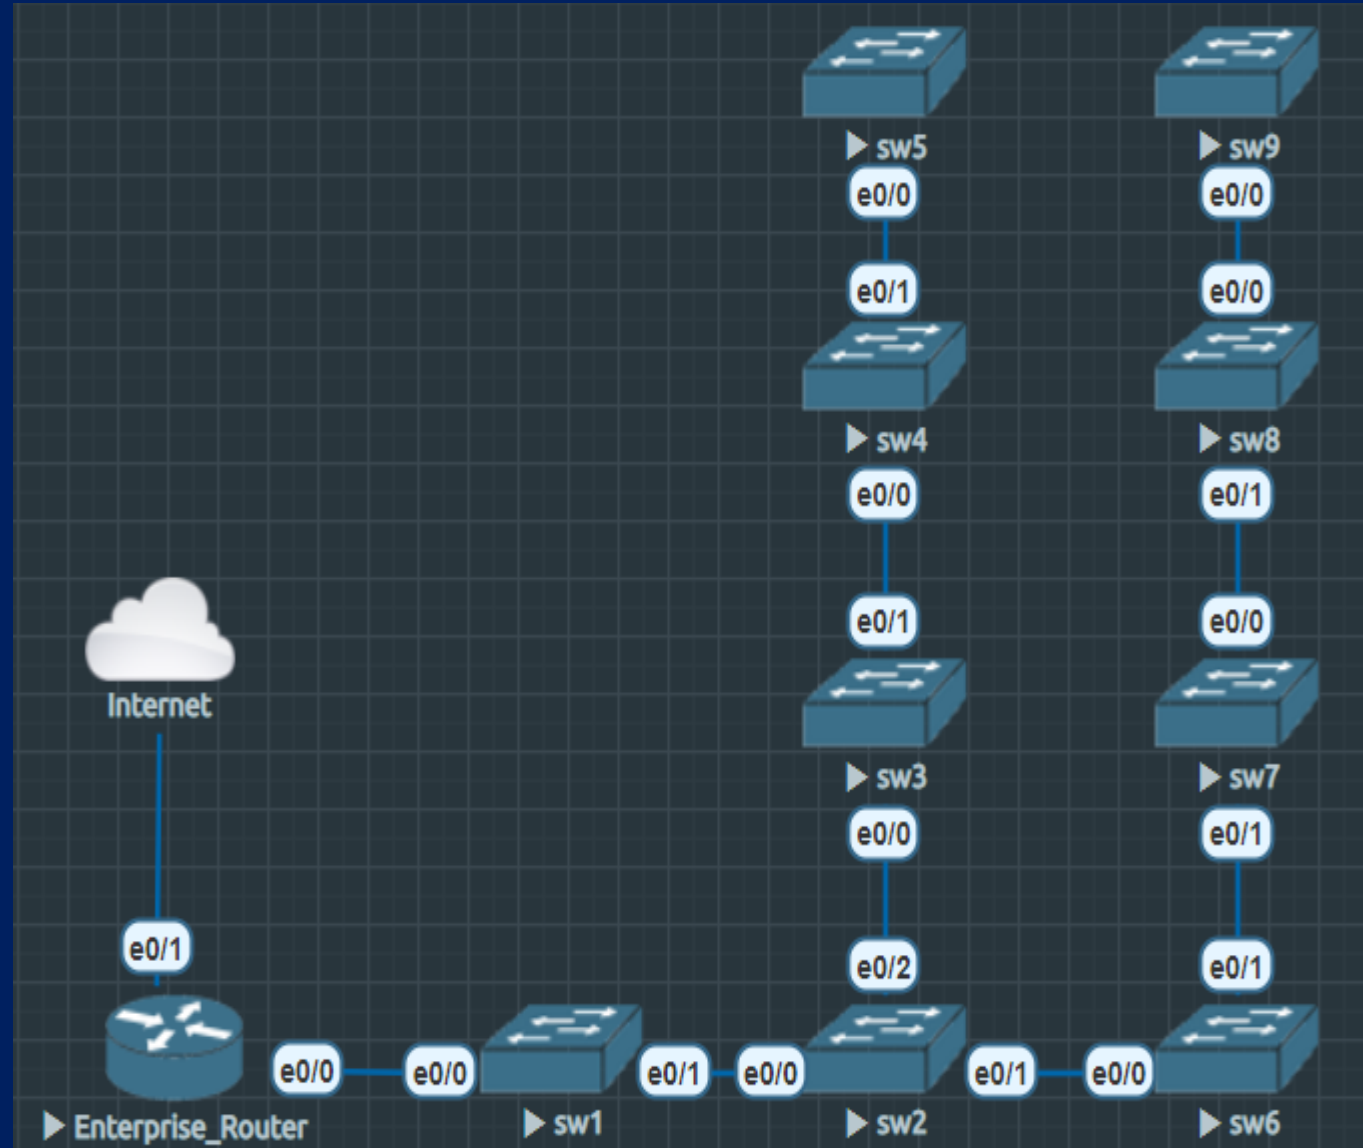 sw5 sw9
e0/0 e0/0
e0/1 e0/0
sw4 sw8
e0/0 e0/1
e0/1 e0/0
Internet
sw3 sw7
e0/0 e0/1
e0/1 e0/2 e0/1
e0/0 e0/0 e0/1 e0/0 e0/1 e0/0
Enterprise_Router sw1 sw2 sw6